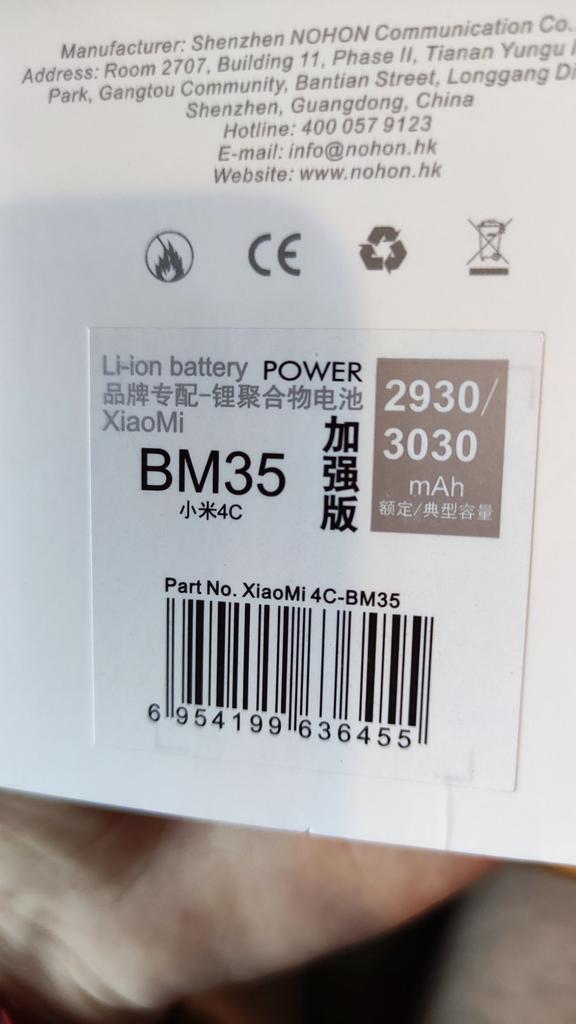 Manufacturer: Shenzhen NOHON Communication Co.
Address: Room 2707, Building 11, Phase II, Tianan Yungu
Park, Gangtou Community, Bantian Street, Longgang
Shenzhen, Guangdong, China
Hotline: 400 057 9123
E-mail: info@nohon.hk
Website: www.nohon.hk
CE
Li-ion battery POWER
品牌专配-锂聚合物电池
XiaoMi
BM35
小米4C
加强版
2930/
3030
mAh
额定/典型容量
Part No. XiaoMi 4C-BM35
6 954199 636455